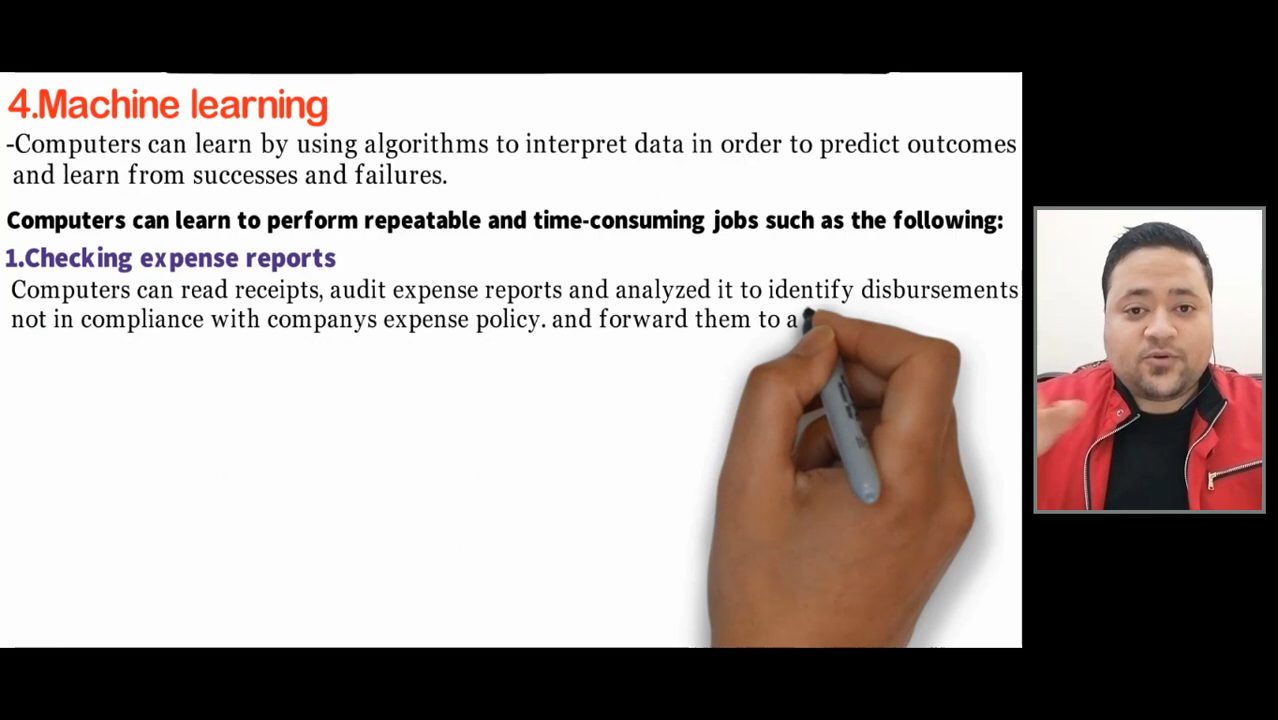 4.Machine learning
-Computers can learn by using algorithms to interpret data in order to predict outcomes
and learn from successes and failures.
Computers can learn to perform repeatable and time-consuming jobs such as the following:
1.Checking expense reports
Computers can read receipts, audit expense reports and analyzed it to identify disbursements
not in compliance with companys expense policy. and forward them to a